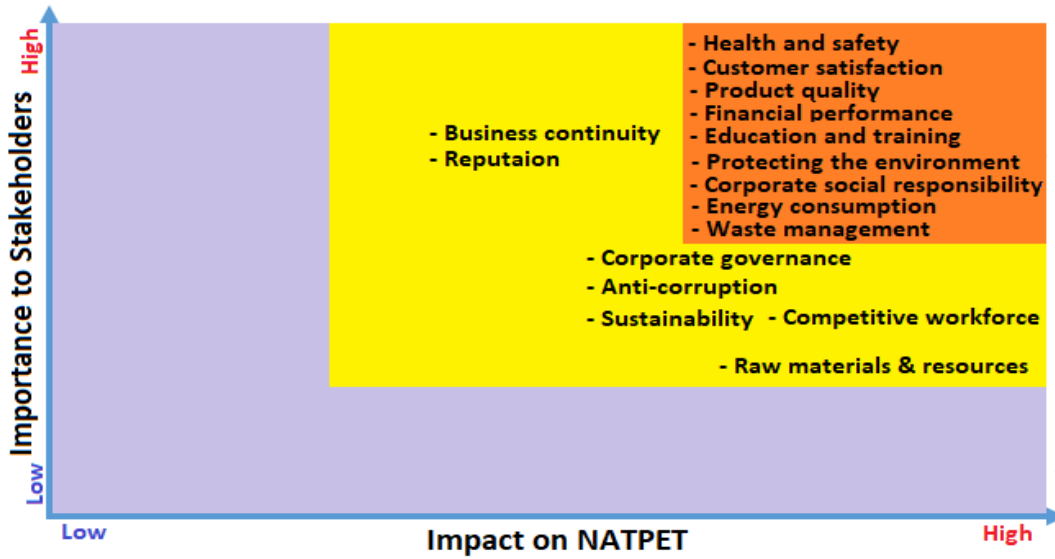 High
Importance to Stakeholders
Low
- Health and safety
- Customer satisfaction
- Product quality
- Financial performance
- Education and training
- Protecting the environment
- Corporate social responsibility
- Energy consumption
- Waste management
- Business continuity
- Reputaion
- Corporate governance
- Anti-corruption
- Sustainability - Competitive workforce
- Raw materials & resources
Low
Impact on NATPET
High